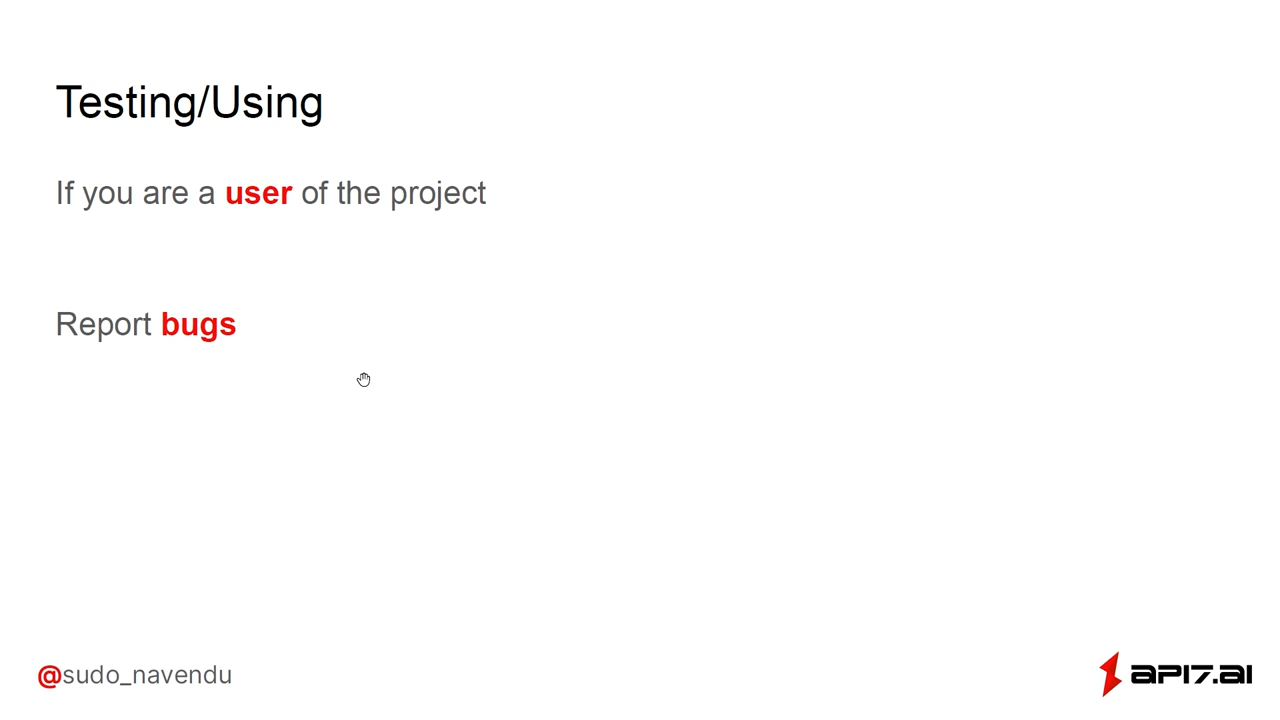 Testing/Using
If you are a user of the project
Report bugs
@sudo_navendu
API7.AI